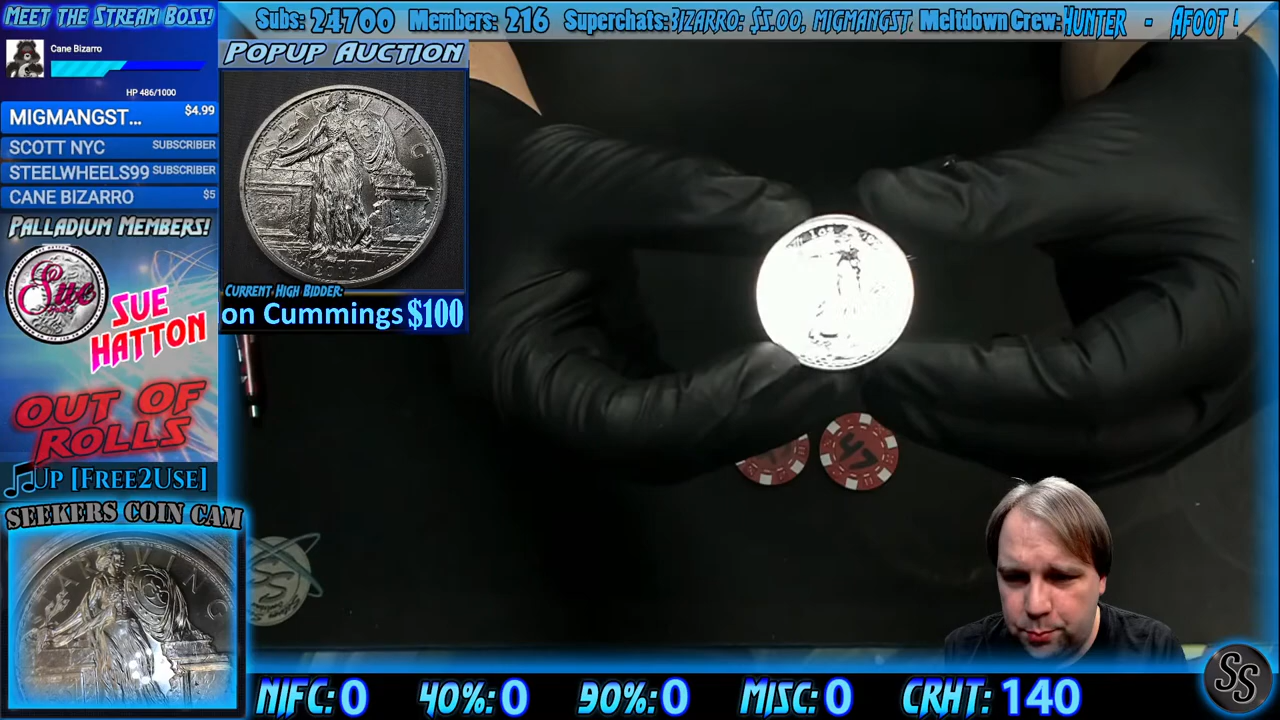 Meet the Stream Boss!
Subs: 24700 Members: 216 Superchats: Bizarro: $5.00, MIGMANGST. Meltdown Crew: Hunter - Afoot
Cane Bizarro
HP 486/1000
MIGMANGST... $4.99
SCOTT NYC SUBSCRIBER
STEELWHEELS99 SUBSCRIBER
CANE BIZARRO $5
Palladium Members!
Sue
SUE HATTON
OUT OF ROLLS
Up [Free2Use]
Seekers Coin Cam
Popup Auction
Current High Bidder:
on Cummings $100
47
SS
NIFC: 0 40%: 0 90%: 0 Misc: 0 CRHT: 140